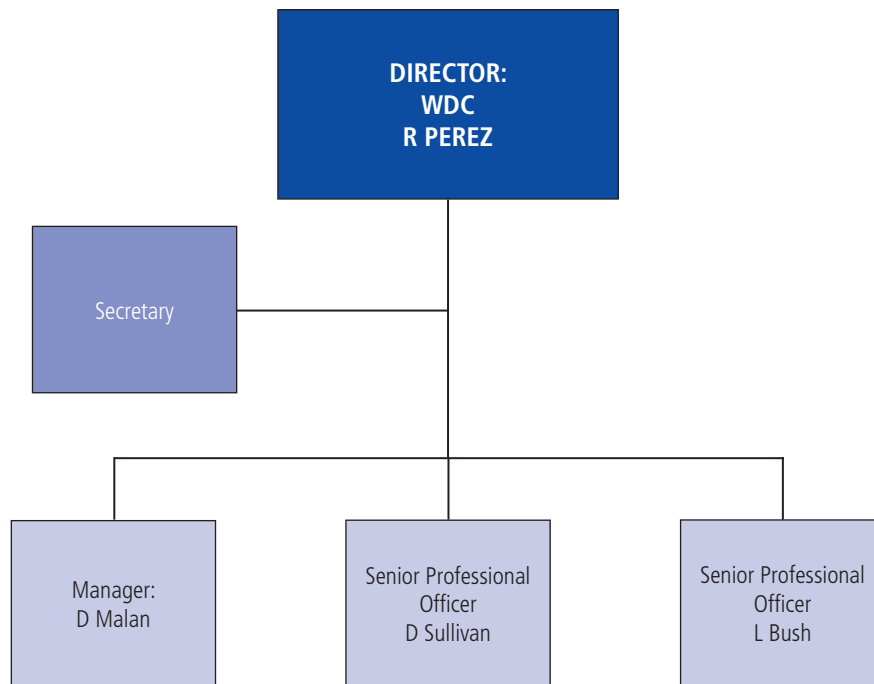 DIRECTOR:
WDC
R PEREZ
Secretary
Manager:
D Malan
Senior Professional
Officer
D Sullivan
Senior Professional
Officer
L Bush